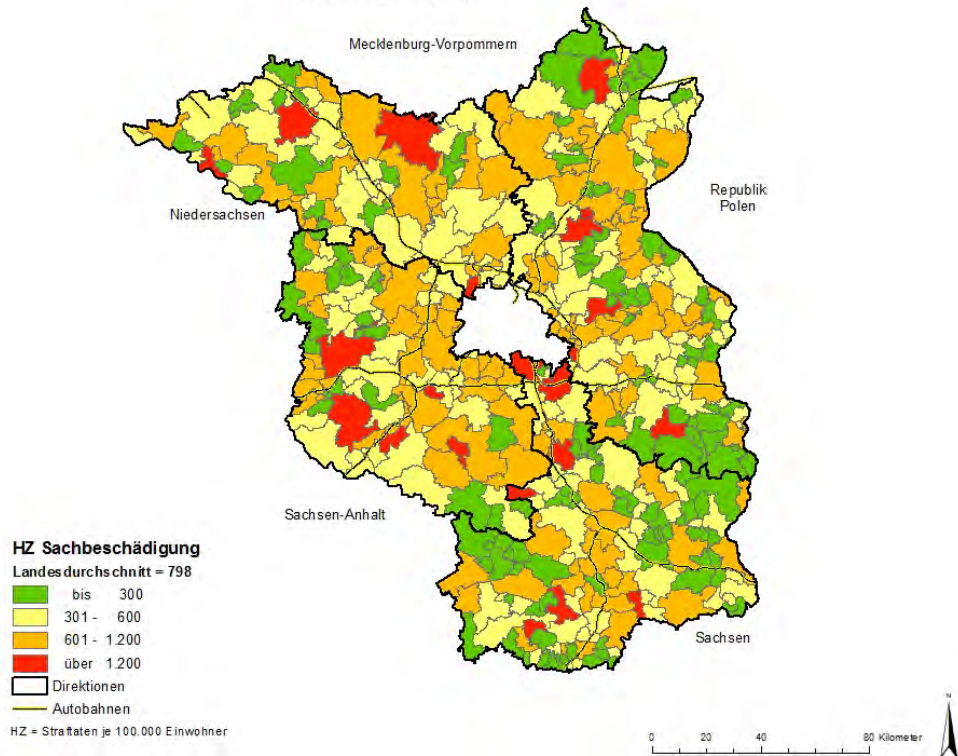 Mecklenburg-Vorpommern
Republik
Polen
Niedersachsen
Sachsen-Anhalt
Sachsen
HZ Sachbeschädigung
Landesdurchschnitt = 798
bis 300
301 - 600
601 - 1.200
über 1.200
Direktionen
Autobahnen
HZ = Straftaten je 100.000 Einwohner
N
0 20 40 80 Kilometer